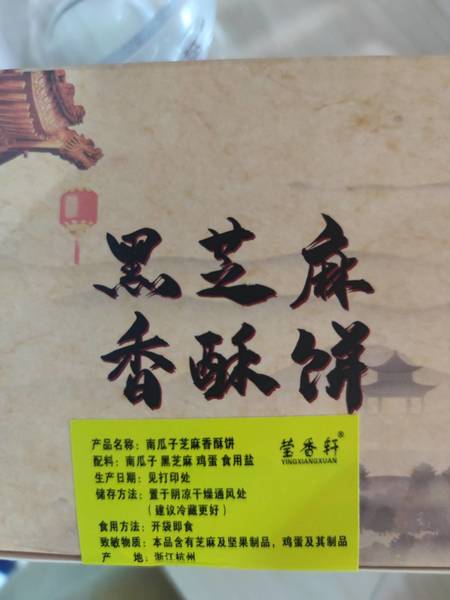 黑芝麻
香酥饼
产品名称：南瓜子芝麻香酥饼
莹香轩®
YINGXIANGXUAN
配料：南瓜子 黑芝麻 鸡蛋 食用盐
生产日期：见打印处
储存方法：置于阴凉干燥通风处
（建议冷藏更好）
食用方法：开袋即食
致敏物质：本品含有芝麻及坚果制品，鸡蛋及其制品
产 地：浙江杭州